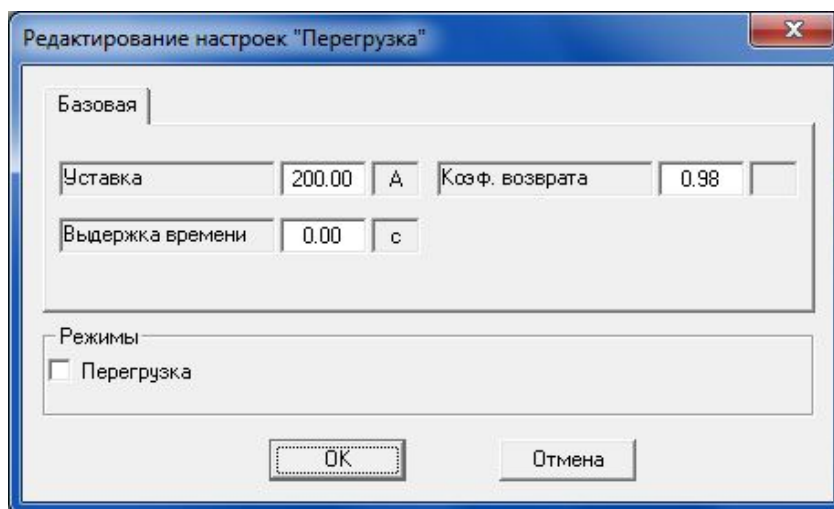 Редактирование настроек "Перегрузка"
Базовая
Уставка 200.00 А Коэф. возврата 0.98
Выдержка времени 0.00 с
Режимы
Перегрузка
OK Отмена